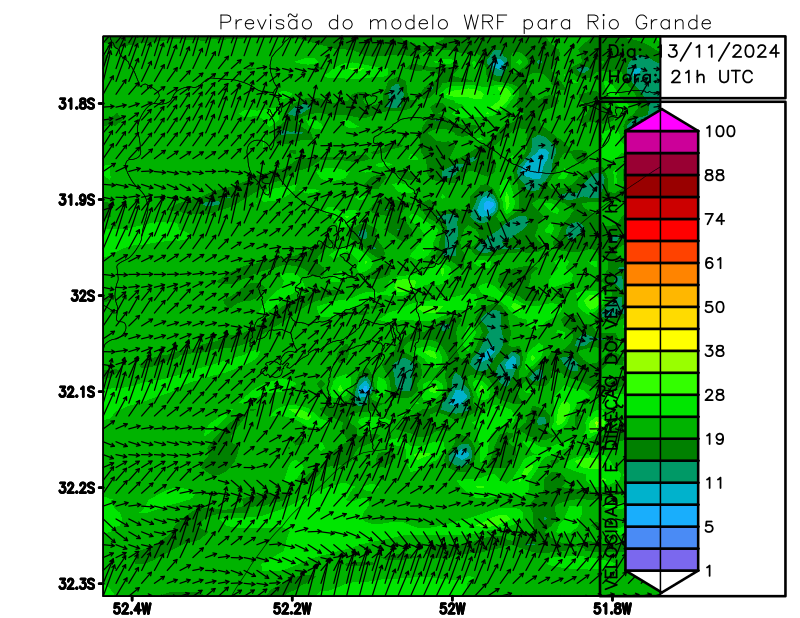 Previsão do modelo WRF para Rio Grande
Dia: 3/11/2024
Hora: 21h UTC
31.8S
31.9S
32S
32.1S
32.2S
32.3S
52.4W
52.2W
52W
51.8W
100
88
74
61
50
38
28
19
11
5
1
VELOSIDADE E DIREÇÃO DO VENTO